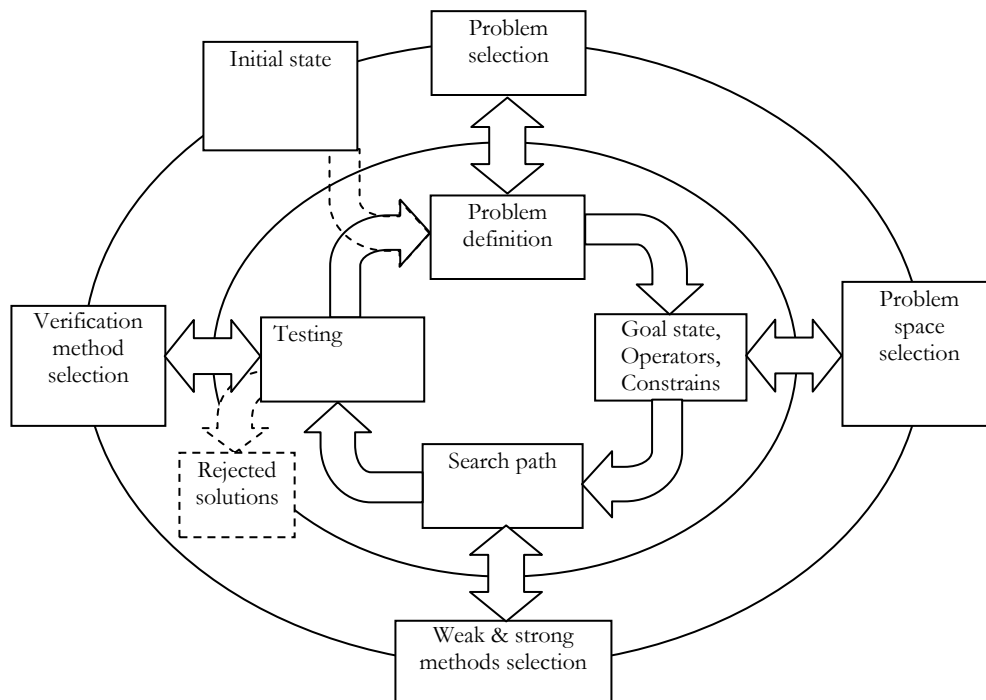 Initial state
Problem
selection
Problem
definition
Verification
method
selection
Testing
Goal state,
Operators,
Constrains
Problem
space
selection
Rejected
solutions
Search path
Weak & strong
methods selection